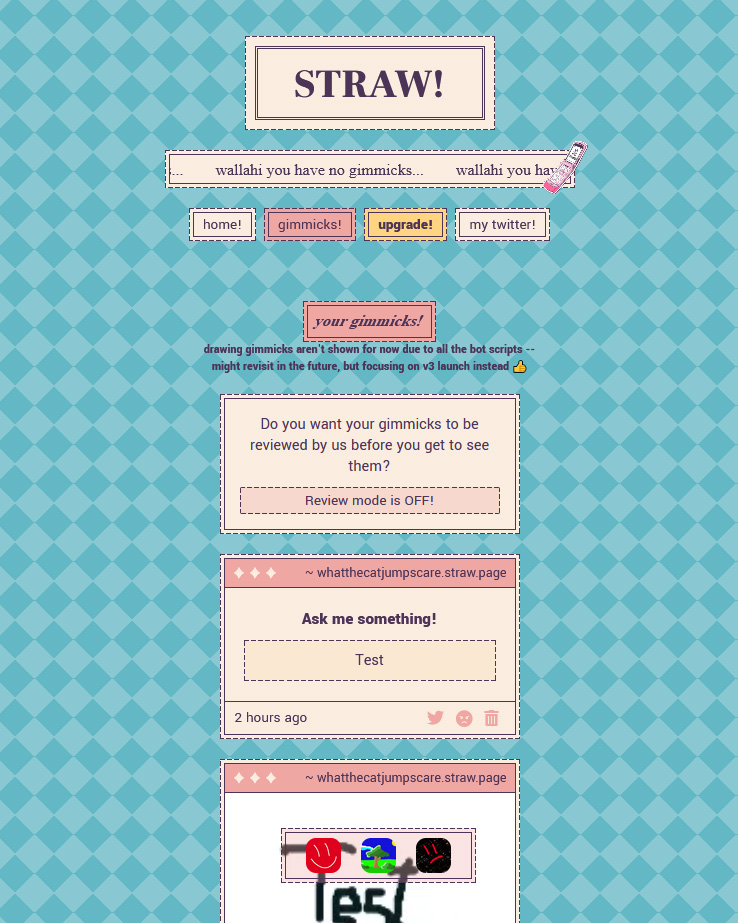 STRAW!
... wallahi you have no gimmicks... wallahi you hav
home! gimmicks! upgrade! my twitter!
your gimmicks!
drawing gimmicks aren't shown for now due to all the bot scripts --
might revisit in the future, but focusing on v3 launch instead 👍
Do you want your gimmicks to be
reviewed by us before you get to see
them?
Review mode is OFF!
~ whatthecatjumpscare.straw.page
Ask me something!
Test
2 hours ago
~ whatthecatjumpscare.straw.page
Test